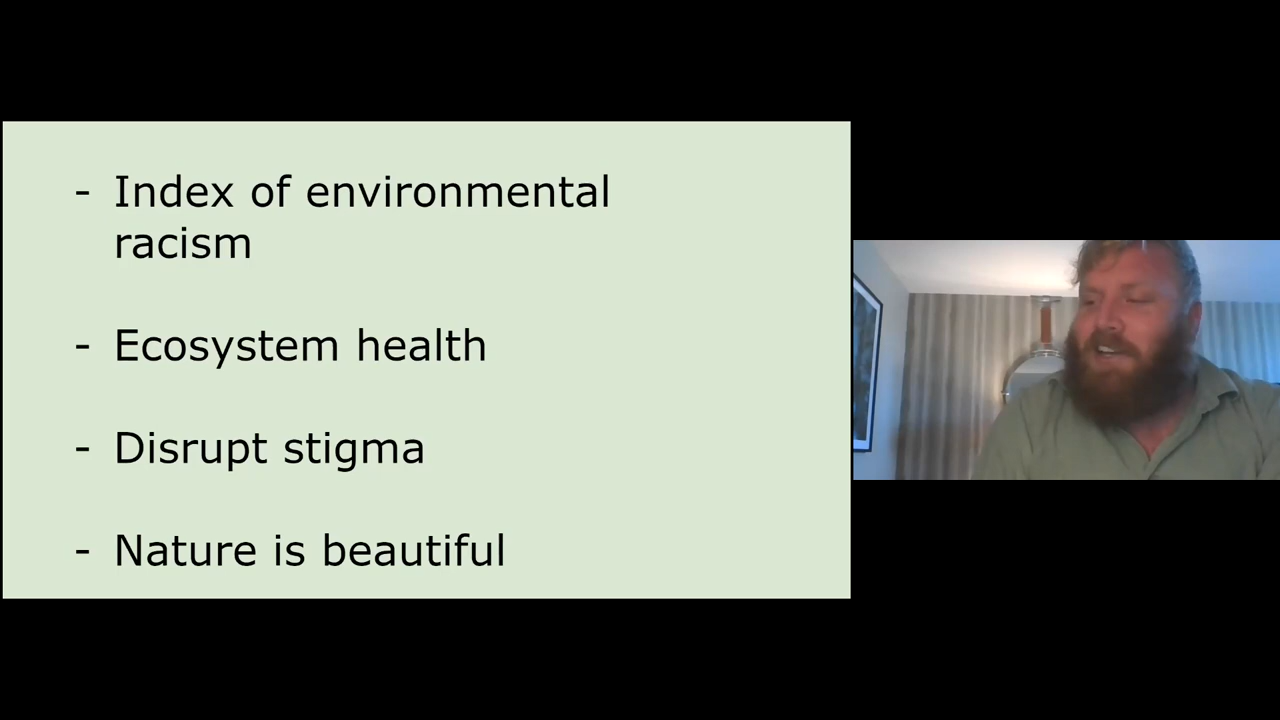 - Index of environmental
racism
- Ecosystem health
- Disrupt stigma
- Nature is beautiful